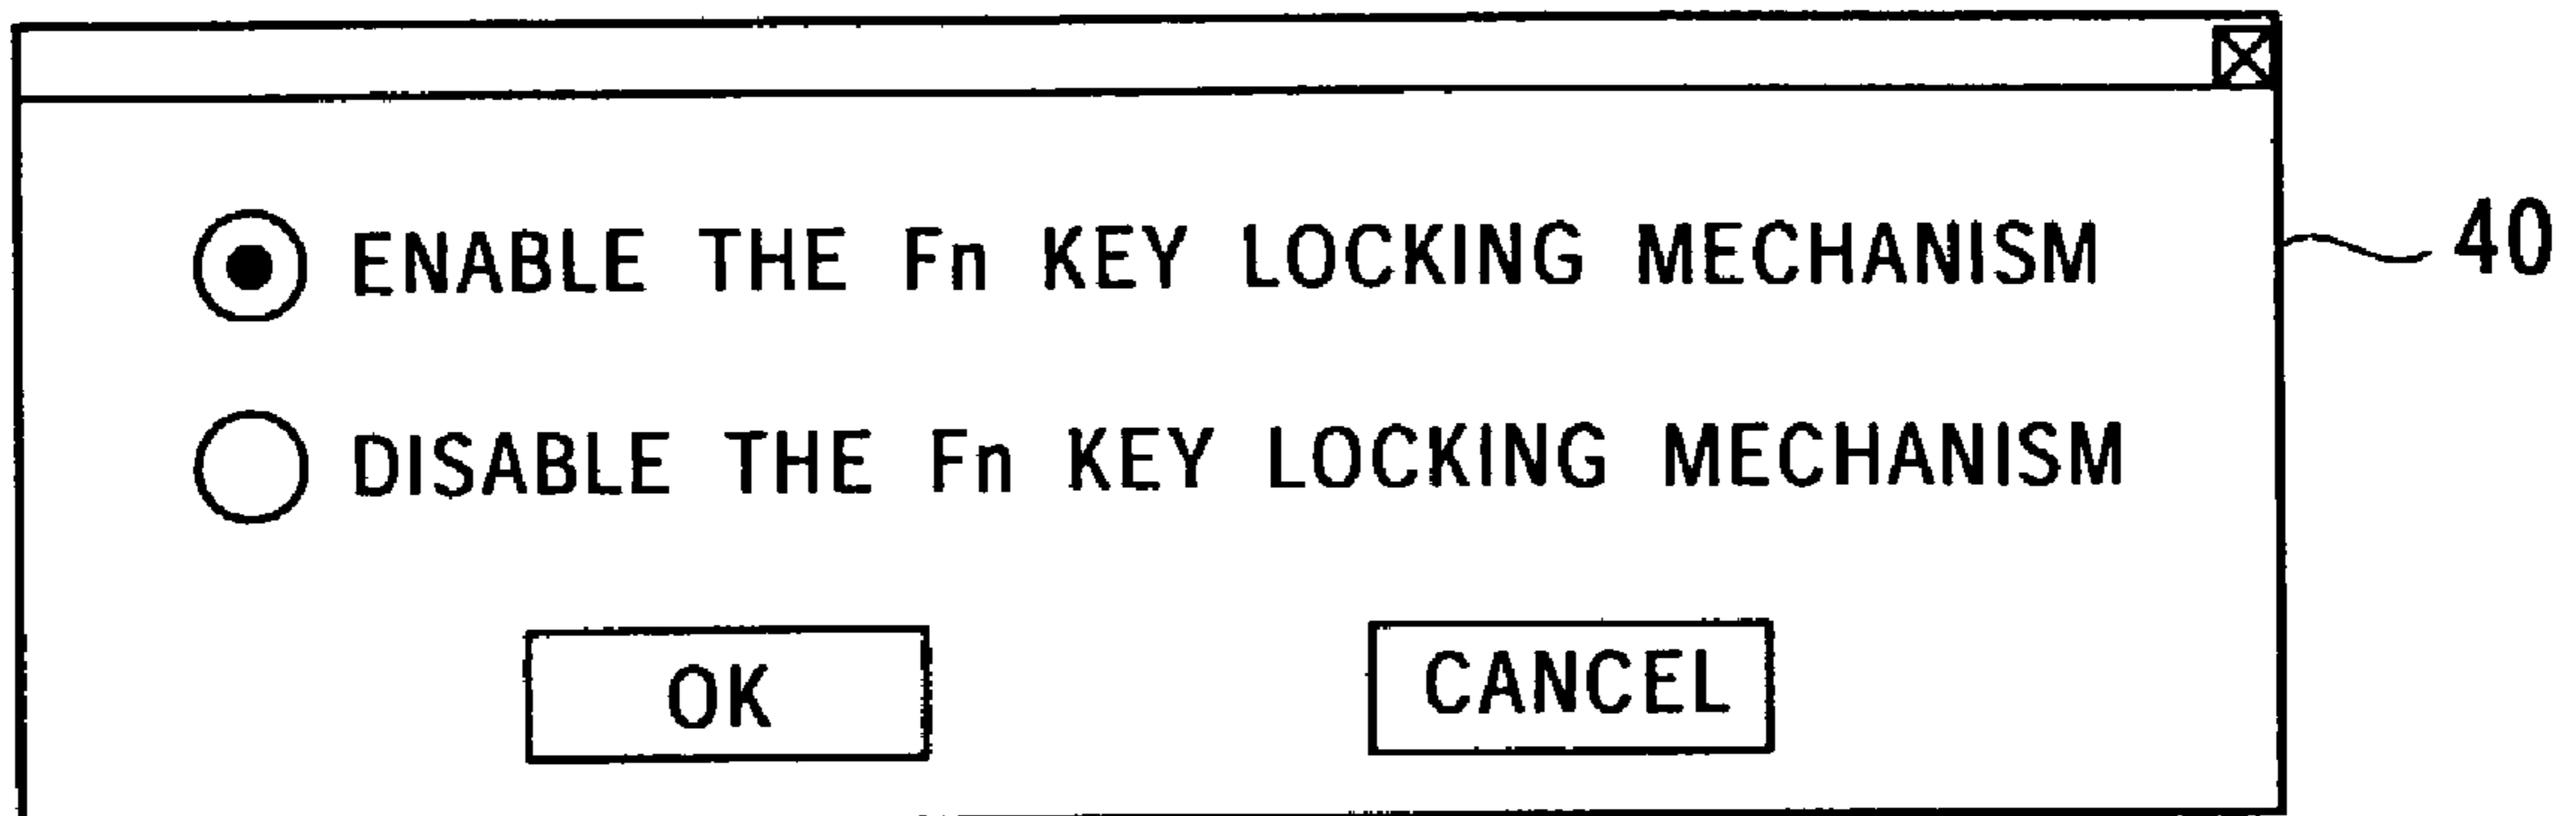 ENABLE THE Fn KEY LOCKING MECHANISM
40
DISABLE THE Fn KEY LOCKING MECHANISM
OK
CANCEL